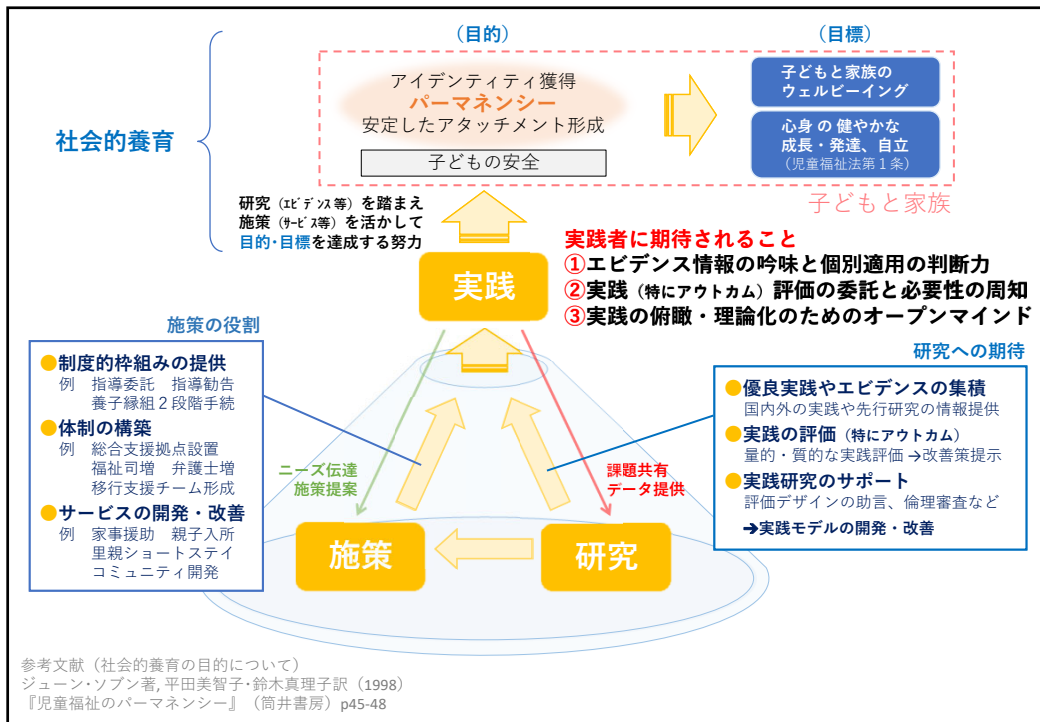 (目的)
(目標)
社会的養育
アイデンティティ獲得
パーマネンシー
安定したアタッチメント形成
子どもの安全
子どもと家族の
ウェルビーイング
心身の健やかな
成長・発達、自立
(児童福祉法第1条)
子どもと家族
研究(エビデンス等)を踏まえ
施策(サービス等)を活かして
目的・目標を達成する努力
実践
実践者に期待されること
①エビデンス情報の吟味と個別適用の判断力
②実践(特にアウトカム)評価の委託と必要性の周知
③実践の俯瞰・理論化のためのオープンマインド
施策の役割
●制度的枠組みの提供
例 指導委託 指導勧告
養子縁組2段階手続
●体制の構築
例 総合支援拠点設置
福祉司増 弁護士増
移行支援チーム形成
●サービスの開発・改善
例 家事援助 親子入所
里親ショートステイ
コミュニティ開発
ニーズ伝達
施策提案
課題共有
データ提供
施策
研究
研究への期待
●優良実践やエビデンスの集積
国内外の実践や先行研究の情報提供
●実践の評価(特にアウトカム)
量的・質的な実践評価→改善策提示
●実践研究のサポート
評価デザインの助言、倫理審査など
→実践モデルの開発・改善
参考文献(社会的養育の目的について)
ジューン・ソブン著,平田美智子・鈴木真理子訳(1998)
『児童福祉のパーマネンシー』(筒井書房)p45-48